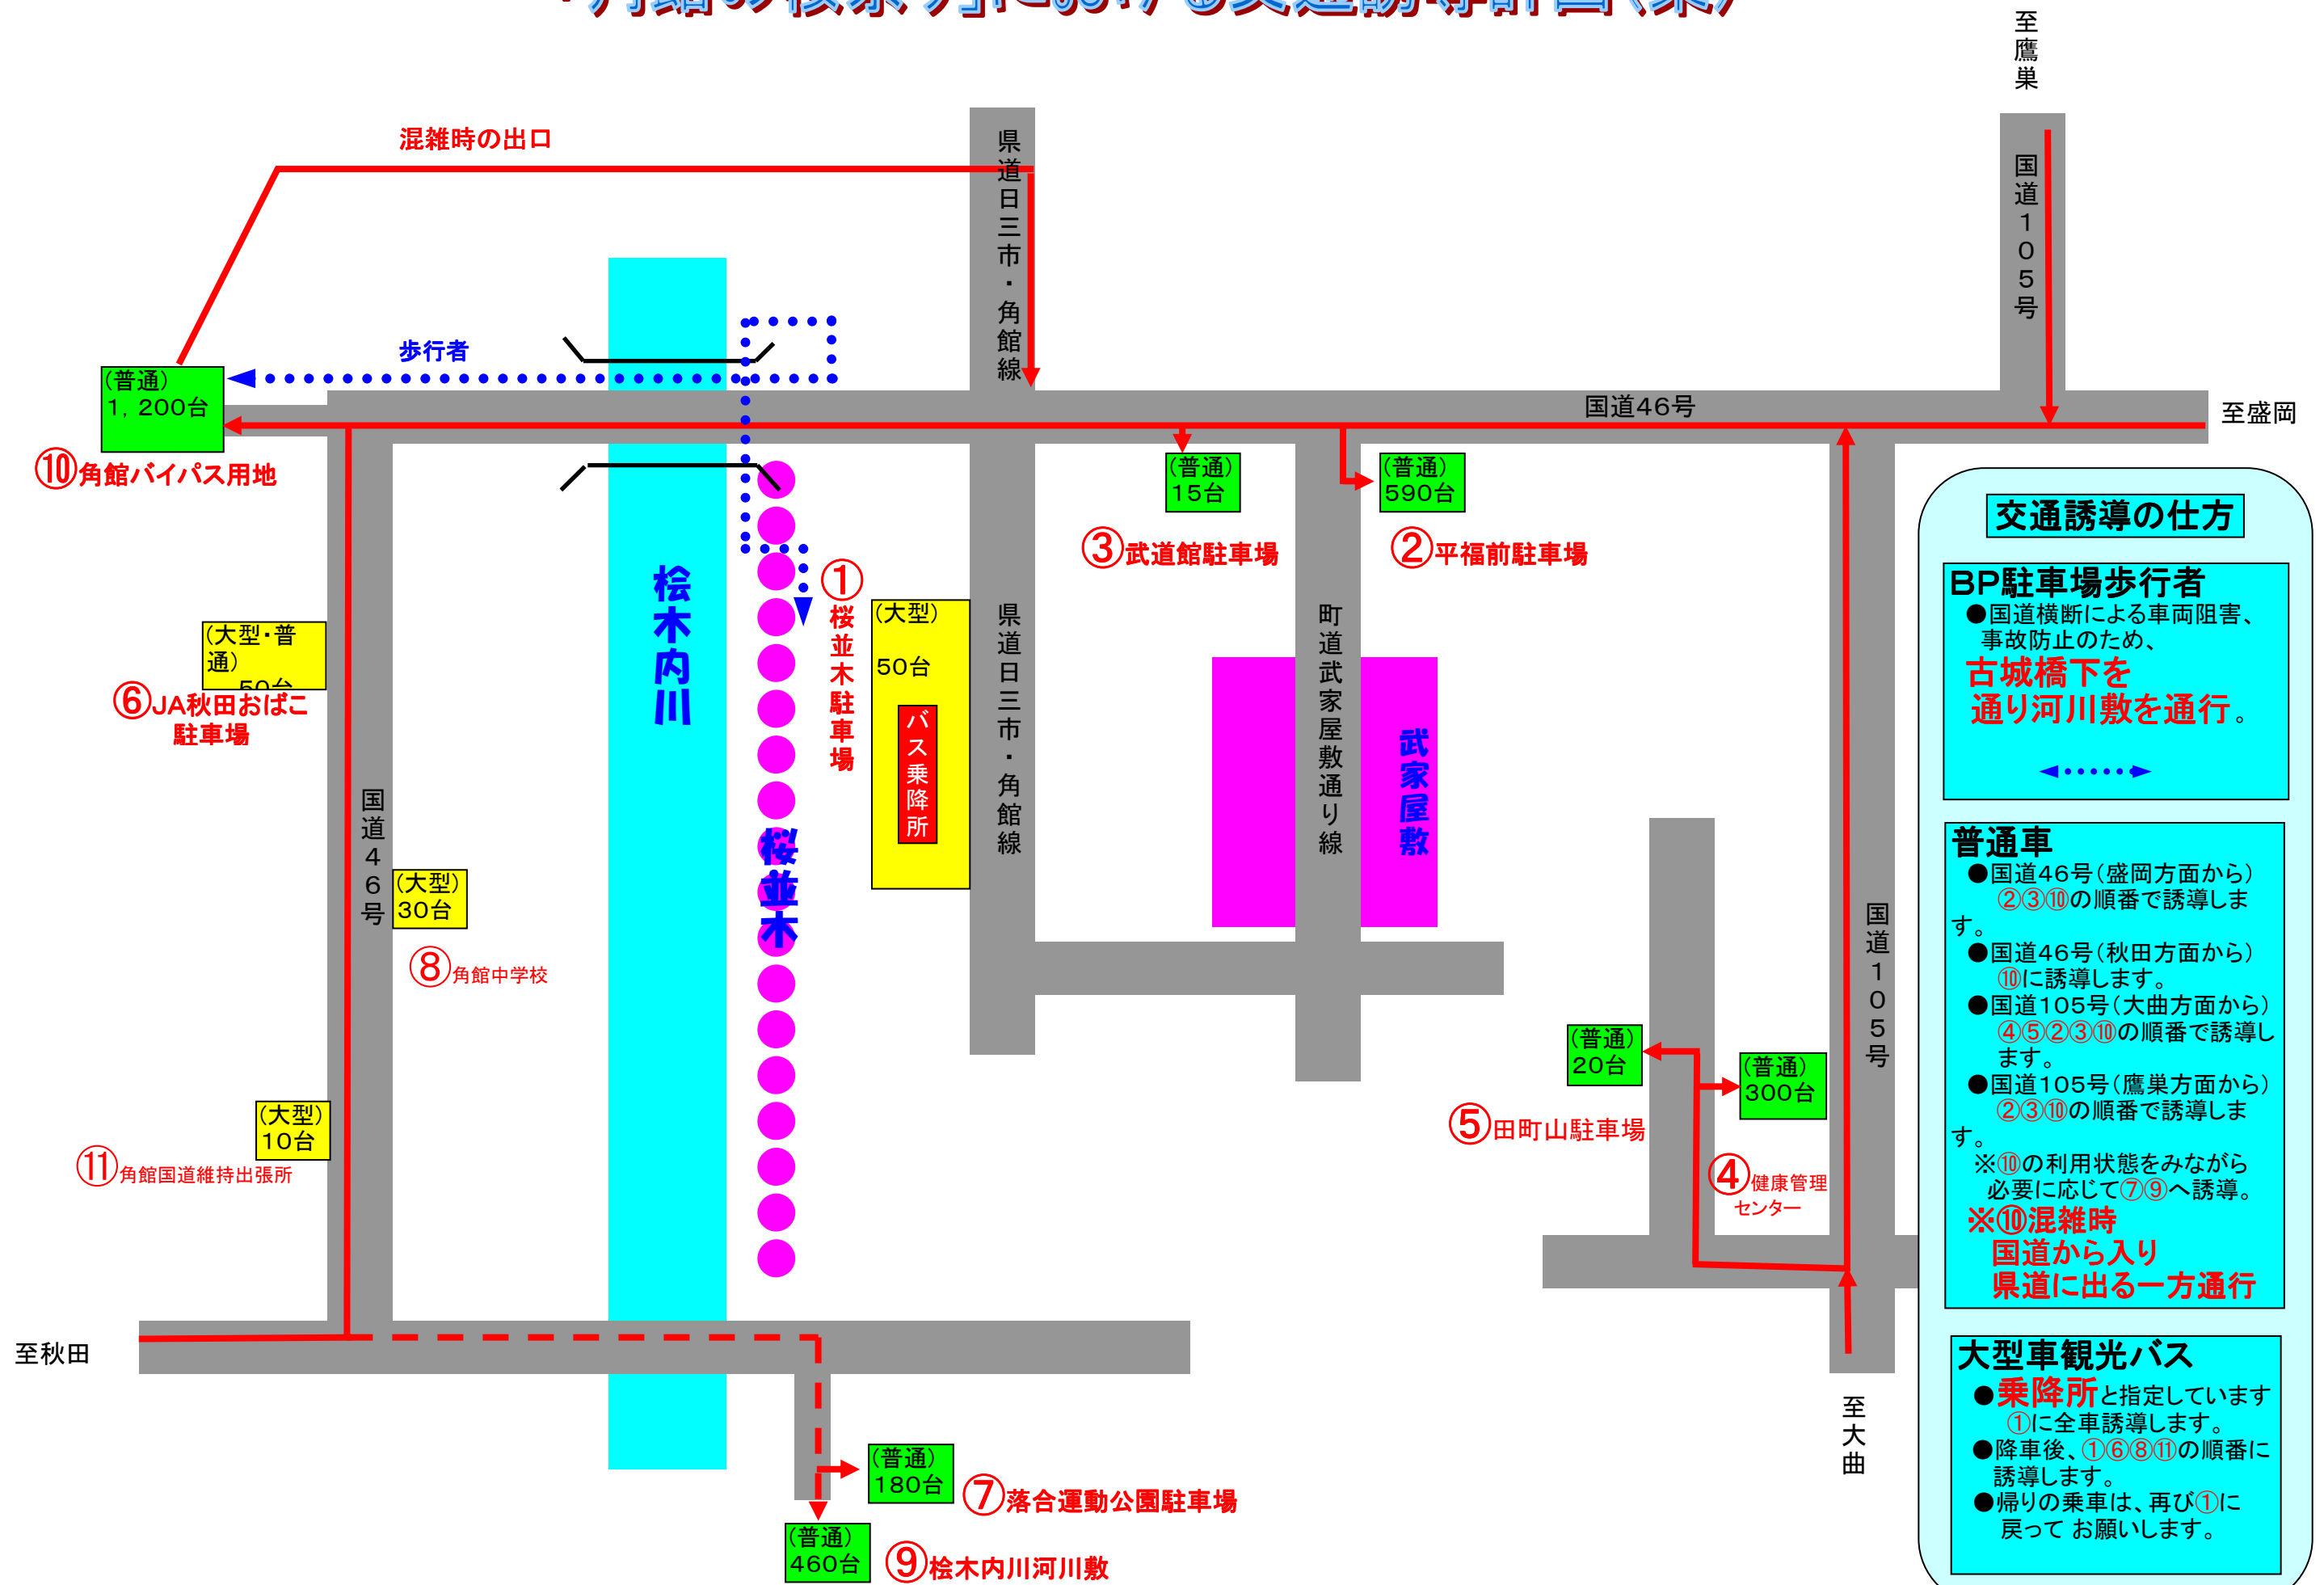 「角館の桜祭り」における交通誘導計画(案)
至鷹巣
混雑時の出口
県道日三市・角館線
国道105号
歩行者
(普通)
1,200台
国道46号
至盛岡
⑩角館バイパス用地
(普通)
15台
(普通)
590台
③武道館駐車場
②平福前駐車場
桧木内川
①桜並木駐車場
(大型)
50台
バス乗降所
県道日三市・角館線
町道武家屋敷通り線
武家屋敷
(大型・普
通)
50台
⑥JA秋田おばこ
駐車場
国道46号
桜並木
(大型)
30台
⑧角館中学校
国道105号
(普通)
20台
(普通)
300台
⑤田町山駐車場
④健康管理
センター
(大型)
10台
⑪角館国道維持出張所
至秋田
至大曲
(普通)
180台
⑦落合運動公園駐車場
(普通)
460台
⑨桧木内川河川敷
交通誘導の仕方
BP駐車場歩行者
●国道横断による車両阻害、
事故防止のため、
古城橋下を
通り河川敷を通行。
普通車
●国道46号(盛岡方面から)
②③⑩の順番で誘導しま
す。
●国道46号(秋田方面から)
⑩に誘導します。
●国道105号(大曲方面から)
④⑤②③⑩の順番で誘導し
ます。
●国道105号(鷹巣方面から)
②③⑩の順番で誘導しま
す。
※⑩の利用状態をみながら
必要に応じて⑦⑨へ誘導。
※⑩混雑時
国道から入り
県道に出る一方通行
大型車観光バス
●乗降所と指定しています
①に全車誘導します。
●降車後、①⑥⑧⑪の順番に
誘導します。
●帰りの乗車は、再び①に
戻って お願いします。